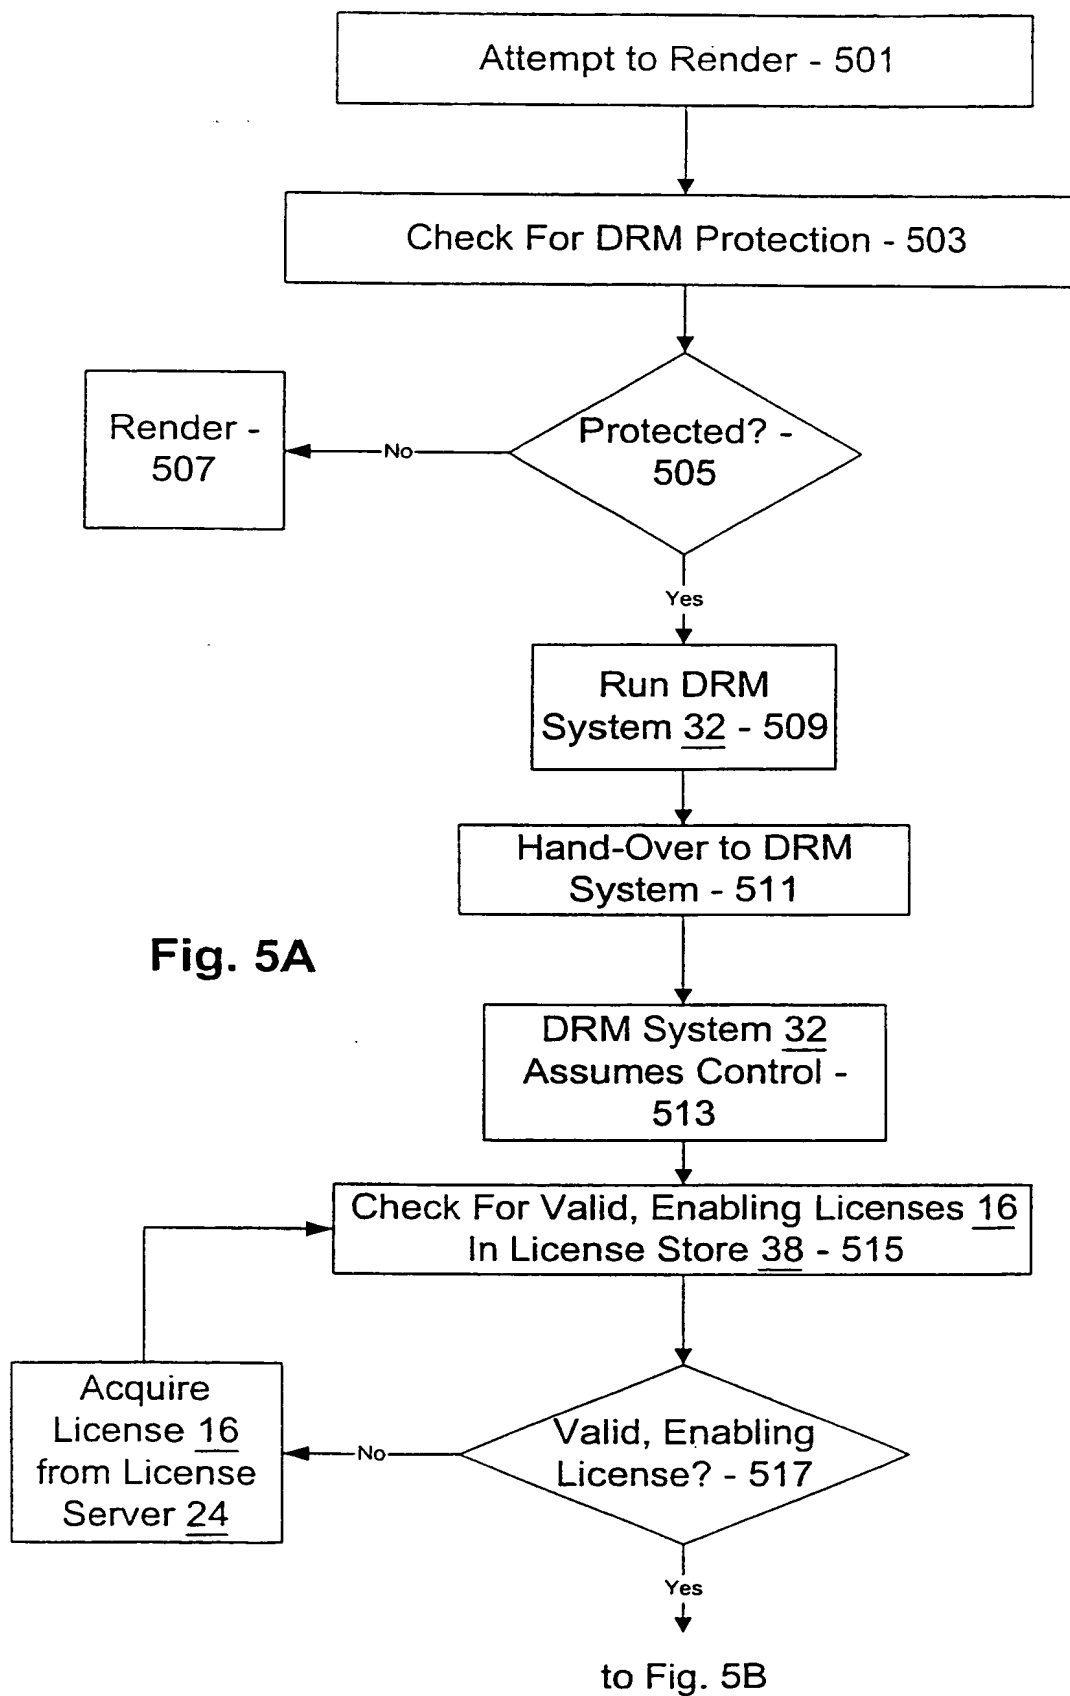 Attempt to Render - 501
Check For DRM Protection - 503
Render -
507
No
Protected? -
505
Yes
Run DRM
System 32 - 509
Hand-Over to DRM
System - 511
Fig. 5A
DRM System 32
Assumes Control -
513
Check For Valid, Enabling Licenses 16
In License Store 38 - 515
Acquire
License 16
from License
Server 24
No
Valid, Enabling
License? - 517
Yes
to Fig. 5B